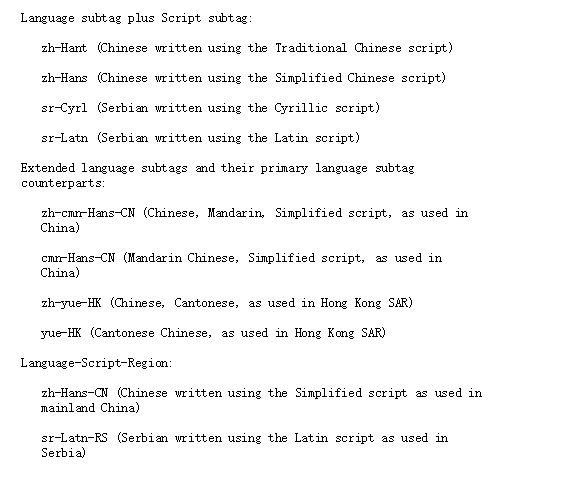 Language subtag plus Script subtag:
zh-Hant (Chinese written using the Traditional Chinese script)
zh-Hans (Chinese written using the Simplified Chinese script)
sr-Cyrl (Serbian written using the Cyrillic script)
sr-Latn (Serbian written using the Latin script)
Extended language subtags and their primary language subtag
counterparts:
zh-cmn-Hans-CN (Chinese, Mandarin, Simplified script, as used in
China)
cmn-Hans-CN (Mandarin Chinese, Simplified script, as used in
China)
zh-yue-HK (Chinese, Cantonese, as used in Hong Kong SAR)
yue-HK (Cantonese Chinese, as used in Hong Kong SAR)
Language-Script-Region:
zh-Hans-CN (Chinese written using the Simplified script as used in
mainland China)
sr-Latn-RS (Serbian written using the Latin script as used in
Serbia)